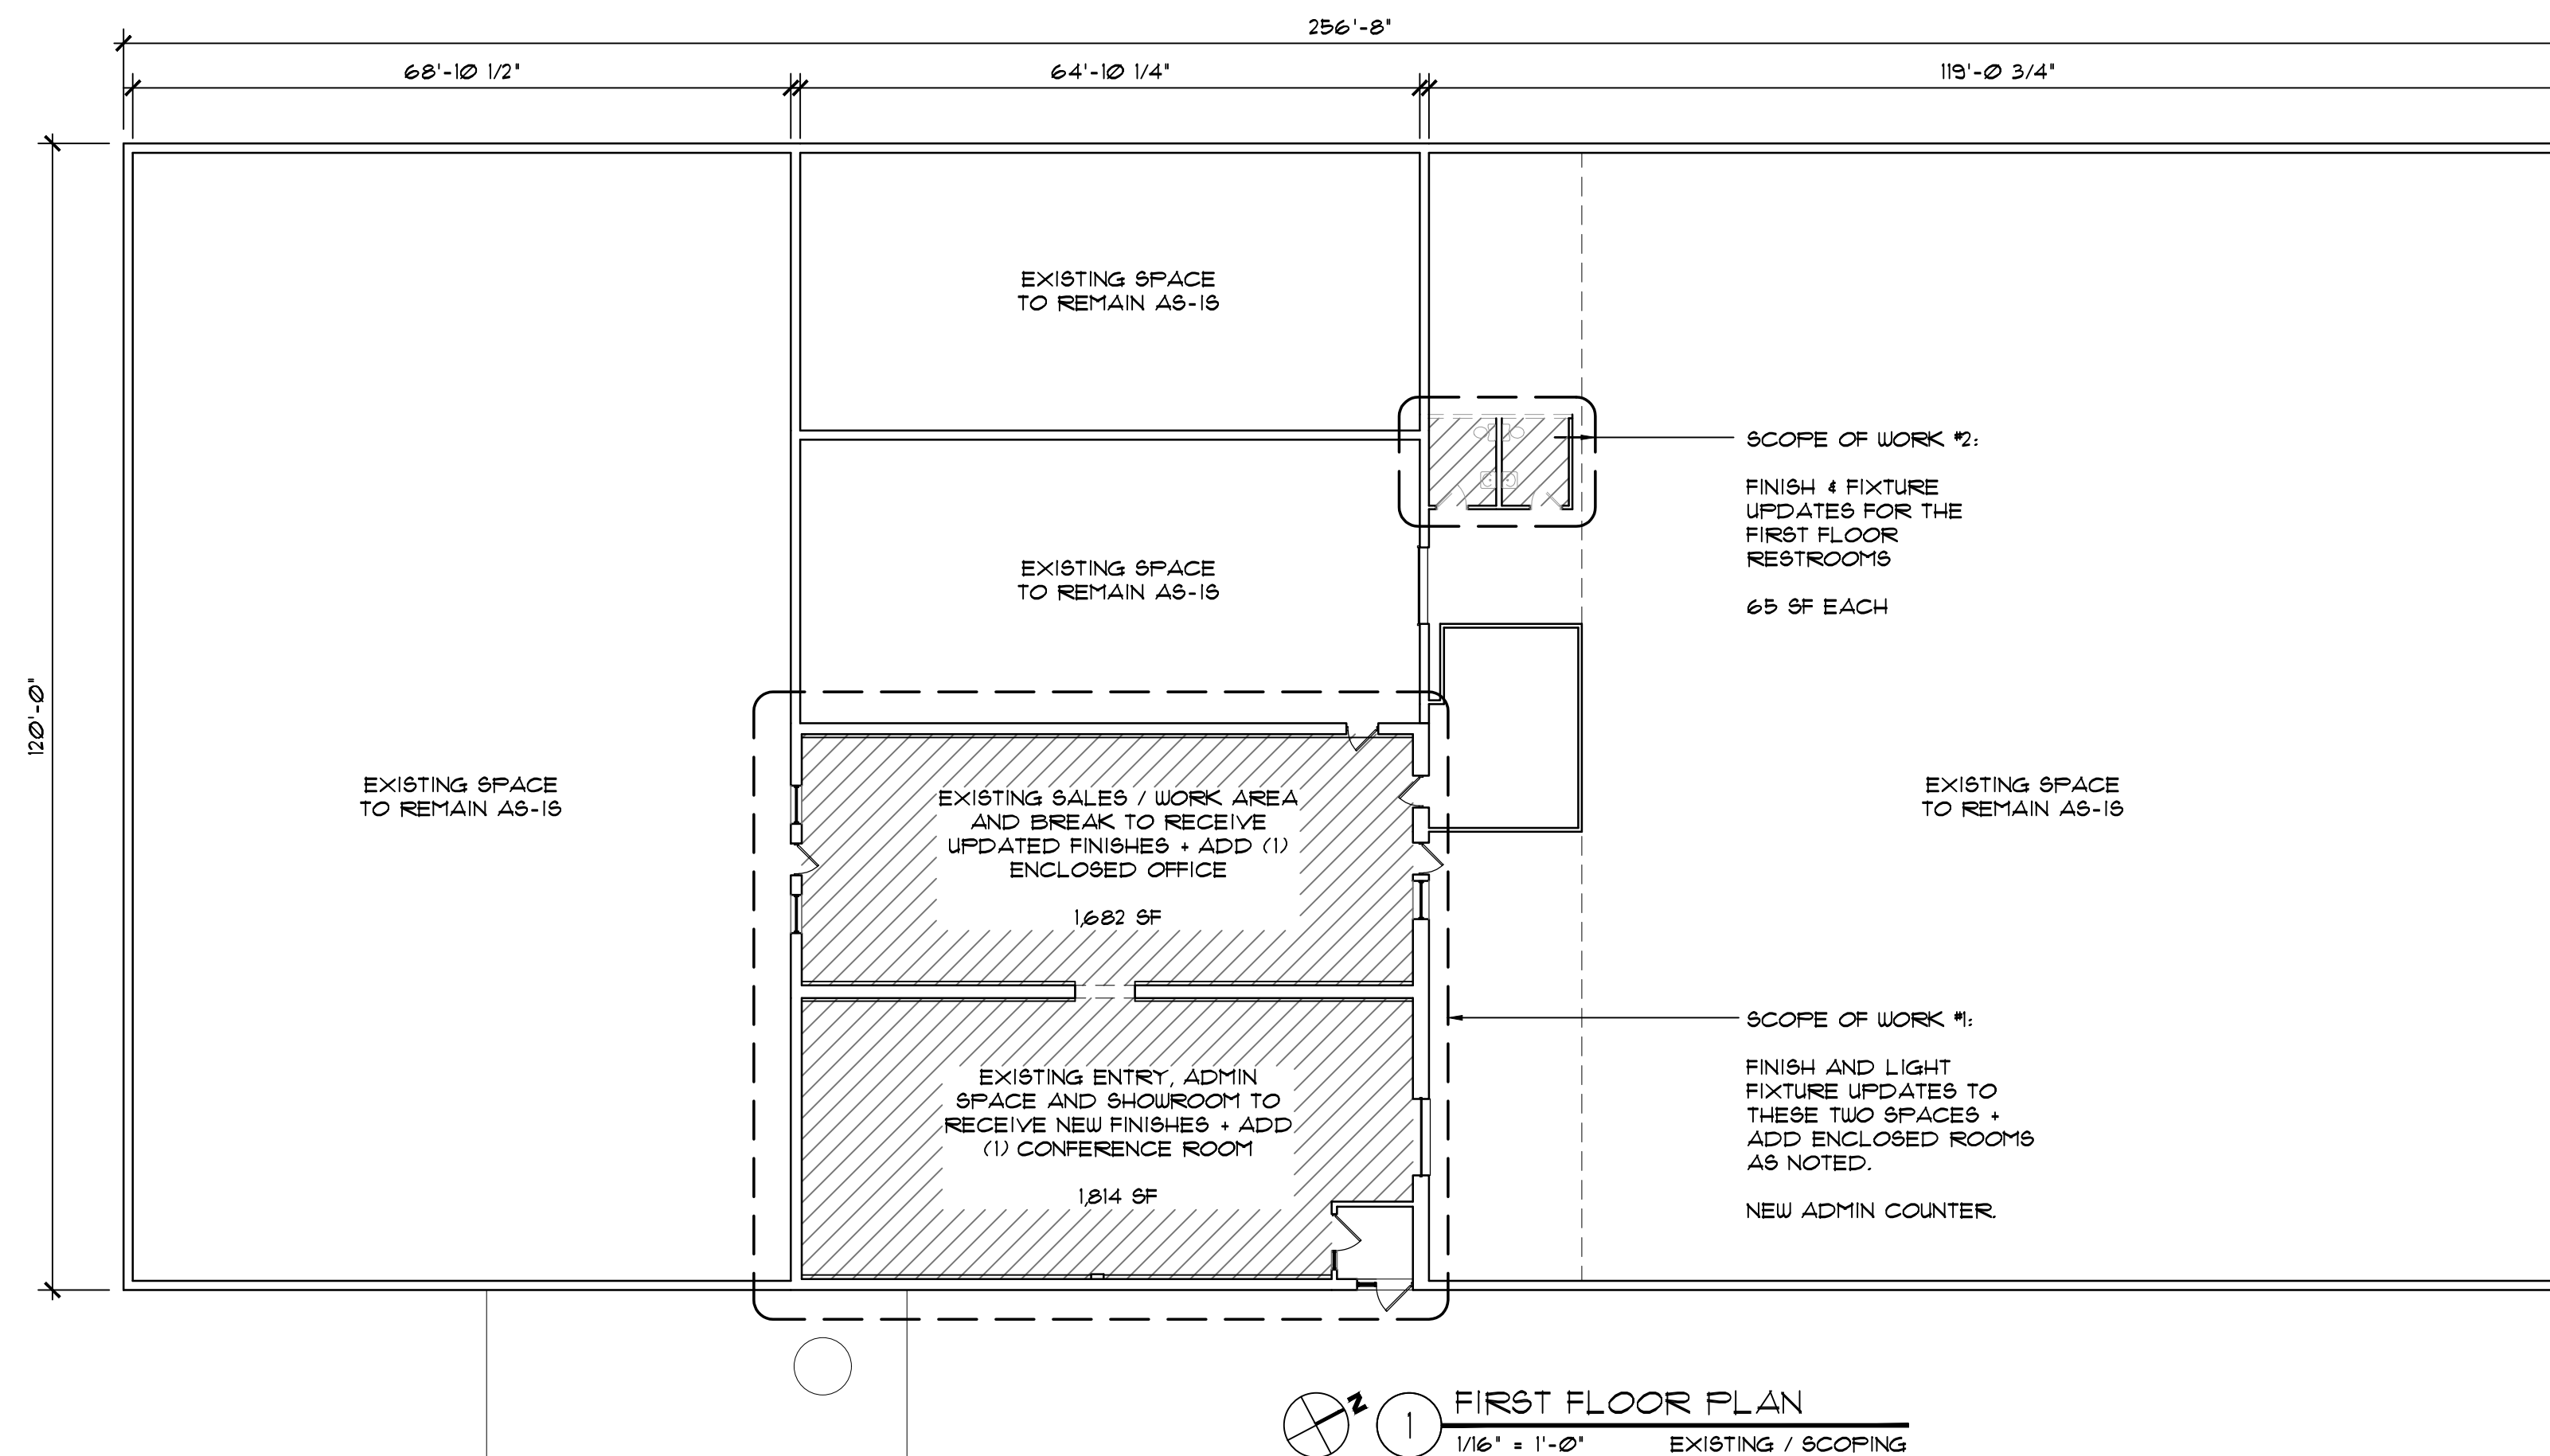 256'-8"
68'-10 1/2"
64'-10 1/4"
119'-0 3/4"
120'-0"
EXISTING SPACE
TO REMAIN AS-IS
SCOPE OF WORK #2:
FINISH & FIXTURE
UPDATES FOR THE
FIRST FLOOR
RESTROOMS
65 SF EACH
EXISTING SPACE
TO REMAIN AS-IS
EXISTING SPACE
TO REMAIN AS-IS
EXISTING SALES / WORK AREA
AND BREAK TO RECEIVE
UPDATED FINISHES + ADD (1)
ENCLOSED OFFICE
1,682 SF
EXISTING SPACE
TO REMAIN AS-IS
EXISTING ENTRY, ADMIN
SPACE AND SHOWROOM TO
RECEIVE NEW FINISHES + ADD
(1) CONFERENCE ROOM
1,814 SF
SCOPE OF WORK #1:
FINISH AND LIGHT
FIXTURE UPDATES TO
THESE TWO SPACES +
ADD ENCLOSED ROOMS
AS NOTED.
NEW ADMIN COUNTER.
N
1
FIRST FLOOR PLAN
1/16" = 1'-0"
EXISTING / SCOPING